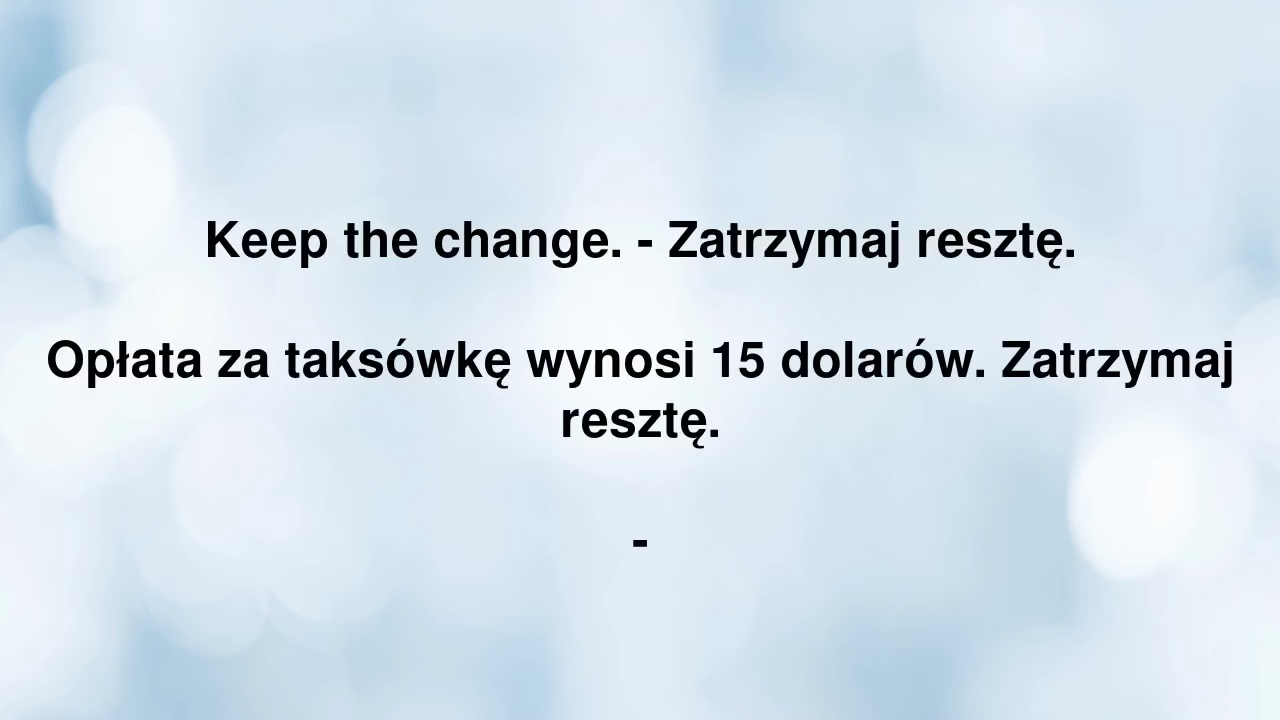 Keep the change. - Zatrzymaj resztę.
Opłata za taksówkę wynosi 15 dolarów. Zatrzymaj
resztę.
-